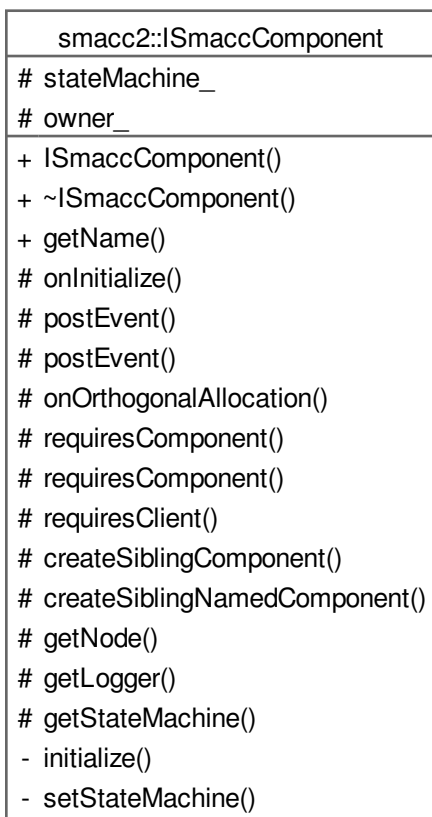 smacc2::ISmaccComponent
# stateMachine_
# owner_
+ ISmaccComponent()
+ ~ISmaccComponent()
+ getName()
# onInitialize()
# postEvent()
# postEvent()
# onOrthogonalAllocation()
# requiresComponent()
# requiresComponent()
# requiresClient()
# createSiblingComponent()
# createSiblingNamedComponent()
# getNode()
# getLogger()
# getStateMachine()
- initialize()
- setStateMachine()